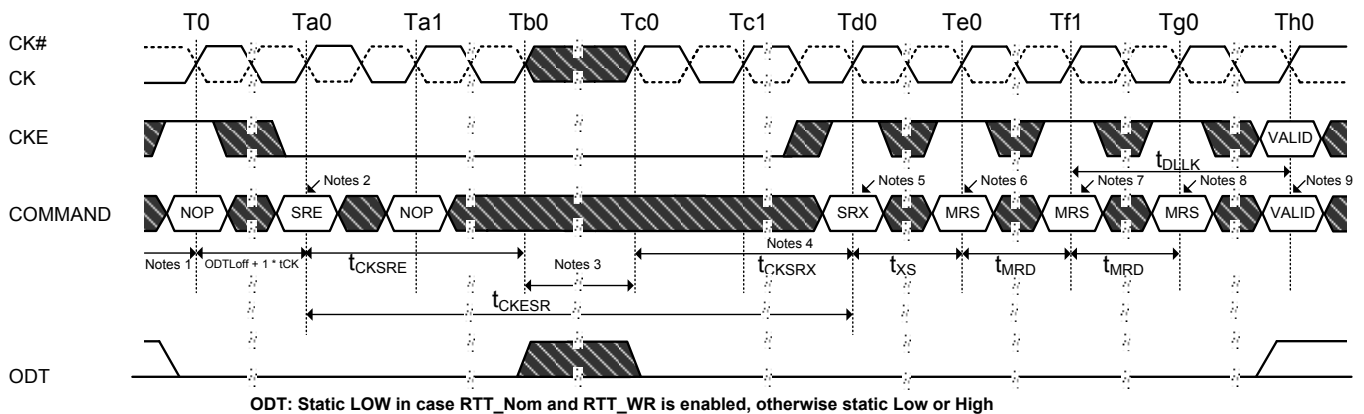 T0 Ta0 Ta1 Tb0 Tc0 Tc1 Td0 Te0 Tf1 Tg0 Th0
CK#
CK
CKE
VALID
tDLLK
Notes 2 Notes 5 Notes 6 Notes 7 Notes 8 Notes 9
COMMAND NOP SRE NOP SRX MRS MRS MRS VALID
Notes 4
Notes 1 ODTLoff + 1 * tCK tCKSRE Notes 3 tCKSRX tXS tMRD tMRD
tCKESR
ODT
ODT: Static LOW in case RTT_Nom and RTT_WR is enabled, otherwise static Low or High